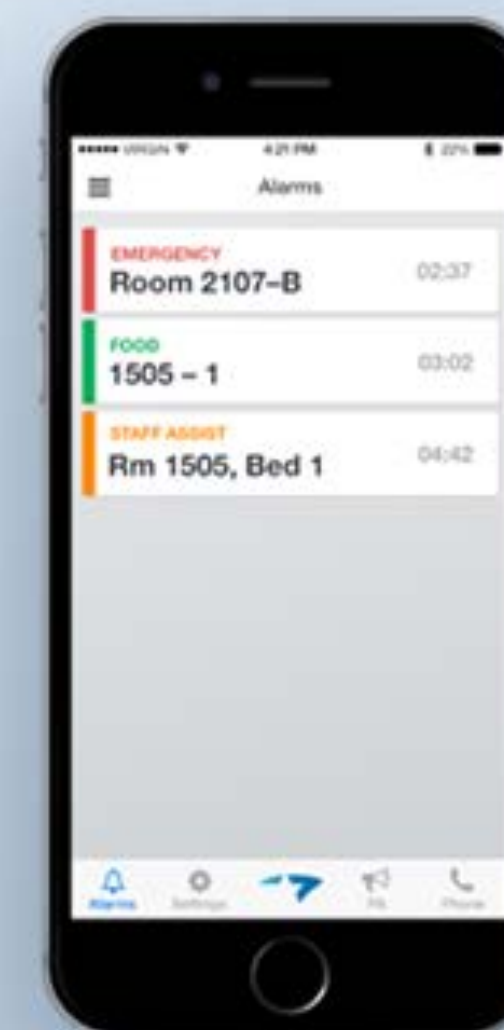 VIRGIN 4:21 PM 22%
Alarms
EMERGENCY
Room 2107-B 02:37
FOOD
1505 – 1 03:02
STAFF ASSIST
Rm 1505, Bed 1 04:42
Alarms Settings PA Phone